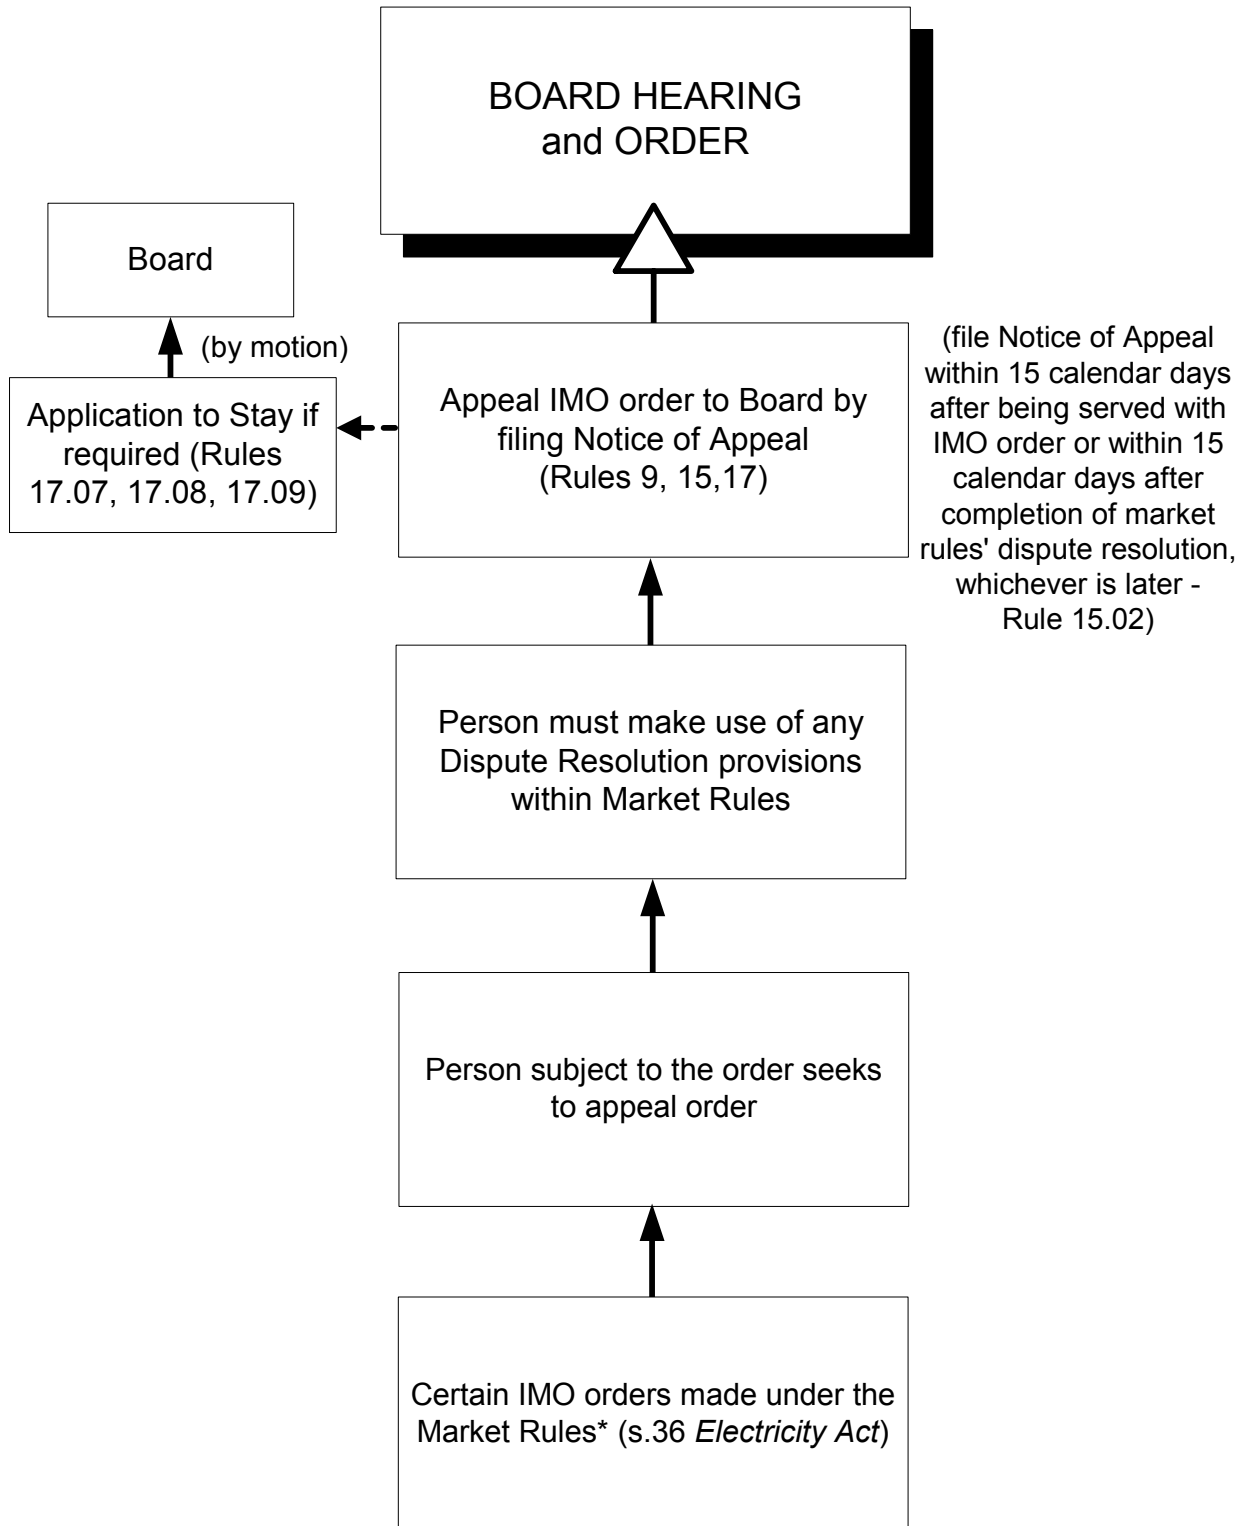 BOARD HEARING
and ORDER
Board
(by motion)
Application to Stay if
required (Rules
17.07, 17.08, 17.09)
Appeal IMO order to Board by
filing Notice of Appeal
(Rules 9, 15,17)
(file Notice of Appeal
within 15 calendar days
after being served with
IMO order or within 15
calendar days after
completion of market
rules' dispute resolution,
whichever is later -
Rule 15.02)
Person must make use of any
Dispute Resolution provisions
within Market Rules
Person subject to the order seeks
to appeal order
Certain IMO orders made under the
Market Rules* (s.36 Electricity Act)